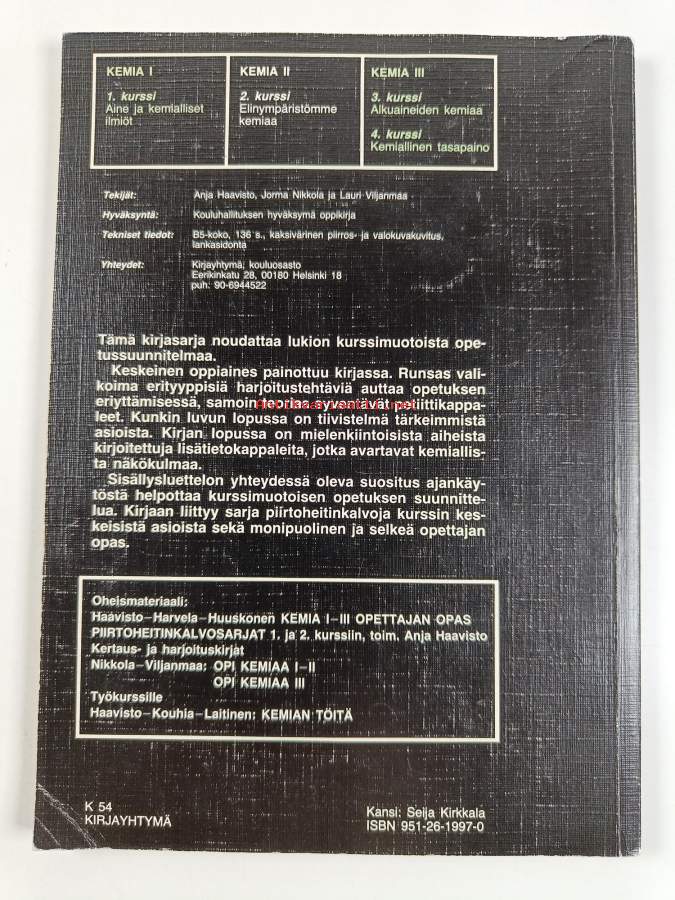 KEMIA I
1. kurssi
Aine ja kemialliset
ilmiöt
KEMIA II
2. kurssi
Elinympäristömme
kemiaa
KEMIA III
3. kurssi
Alkuaineiden kemiaa
4. kurssi
Kemiallinen tasapaino
Tekijät: Anja Haavisto, Jorma Nikkola ja Lauri Viljanmaa
Hyväksyntä: Kouluhallituksen hyväksymä oppikirja
Tekniset tiedot: B5-koko, 136 s., kaksivärinen piirros- ja valokuvakuvitus,
lankasidonta
Yhteydet: Kirjayhtymä, kouluosasto
Eerikinkatu 28, 00180 Helsinki 18
puh. 90-6944522
Tämä kirjasarja noudattaa lukion kurssimuotoista ope-
tussuunnitelmaa.
Keskeinen oppiaines painottuu kirjassa. Runsas vali-
koima erityyppisiä harjoitustehtäviä auttaa opetuksen
eriyttämisessä, samoin teoriaa syventävät petiittikappa-
leet. Kunkin luvun lopussa on tiivistelmä tärkeimmistä
asioista. Kirjan lopussa on mielenkiintoisista aiheista
kirjoitettuja lisätietokappaleita, jotka avartavat kemiallis-
ta näkökulmaa.
Sisällysluettelon yhteydessä oleva suositus ajankäy-
töstä helpottaa kurssimuotoisen opetuksen suunnitte-
lua. Kirjaan liittyy sarja piirtoheitinkalvoja kurssin kes-
keisistä asioista sekä monipuolinen ja selkeä opettajan
opas.
Oheismateriaali:
Haavisto–Harvela–Huuskonen KEMIA I–III OPETTAJAN OPAS
PIIRTOHEITINKALVOSARJAT 1. ja 2. kurssiin, toim. Anja Haavisto
Kertaus- ja harjoituskirjat
Nikkola–Viljanmaa: OPI KEMIAA I–II
OPI KEMIAA III
Työkurssille
Haavisto–Kouhia–Laitinen: KEMIAN TÖITÄ
K 54
KIRJAYHTYMÄ
Kansi: Seija Kirkkala
ISBN 951-26-1997-0